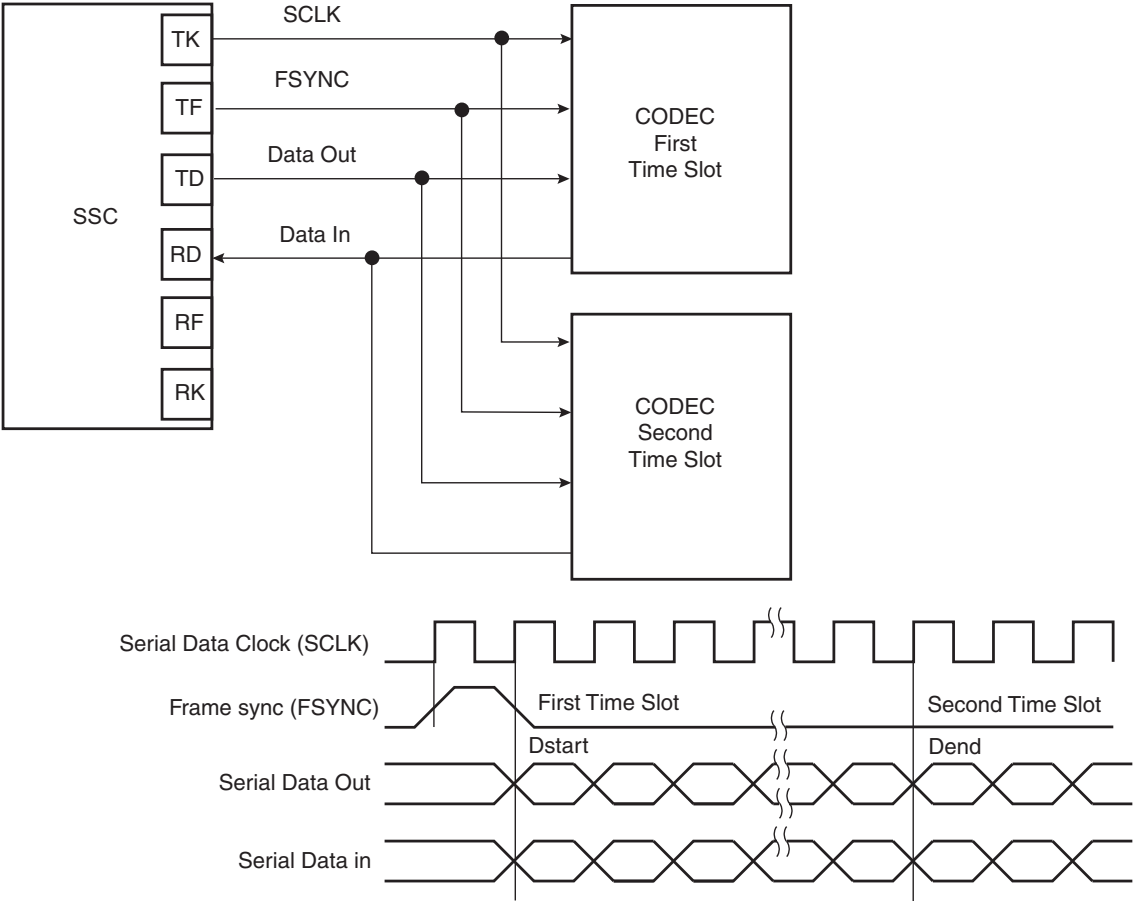 SCLK
TK
FSYNC
TF
CODEC
First
Time Slot
Data Out
TD
SSC
Data In
RD
RF
RK
CODEC
Second
Time Slot
Serial Data Clock (SCLK)
Frame sync (FSYNC)
First Time Slot
Second Time Slot
Dstart
Dend
Serial Data Out
Serial Data in